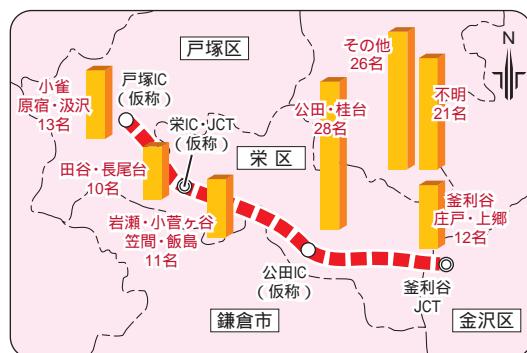 戸塚区
その他
26名
N
小雀
原宿・汲沢
13名
戸塚IC
(仮称)
不明
21名
栄IC・JCT
(仮称)
公田・桂台
28名
栄区
田谷・長尾台
10名
釜利谷
庄戸・上郷
12名
岩瀬・小菅ヶ谷
笠間・飯島
11名
公田IC
(仮称)
釜利谷
JCT
鎌倉市
金沢区